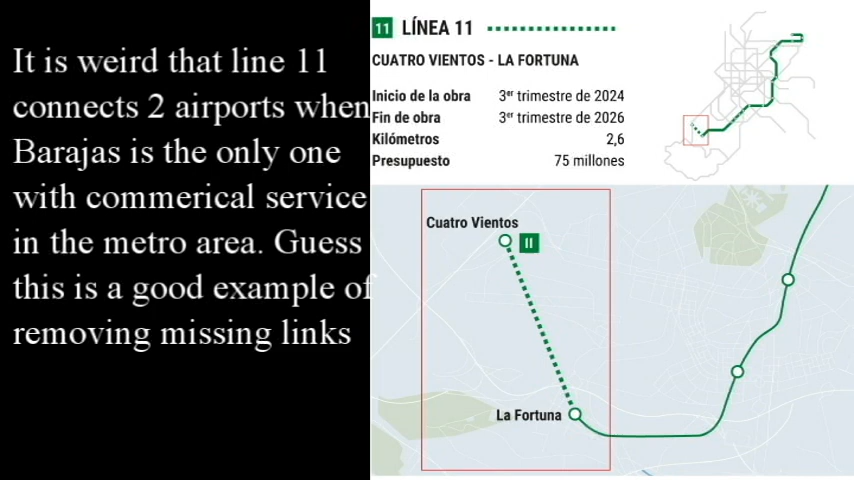 It is weird that line 11
connects 2 airports when
Barajas is the only one
with commerical service
in the metro area. Guess
this is a good example of
removing missing links
11 LÍNEA 11
CUATRO VIENTOS - LA FORTUNA
Inicio de la obra 3er trimestre de 2024
Fin de obra 3er trimestre de 2026
Kilómetros 2,6
Presupuesto 75 millones
Cuatro Vientos
11
La Fortuna